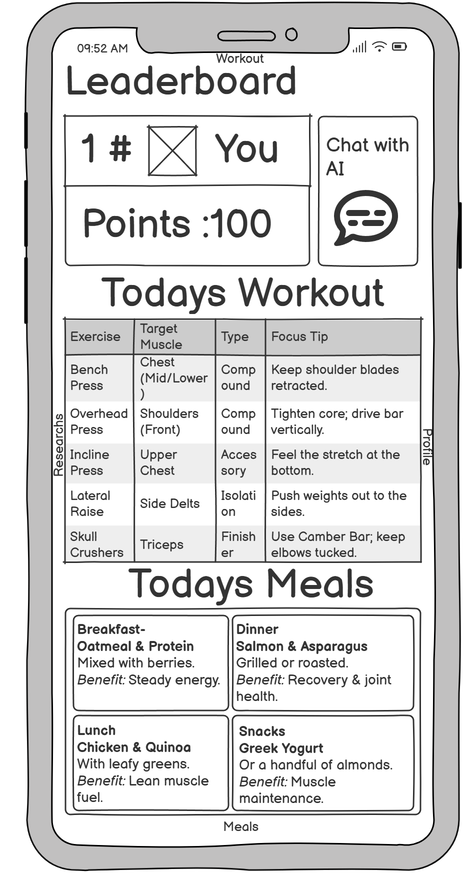 09:52 AM
Workout
Leaderboard
1 # You
Points :100
Chat with
AI
Todays Workout
Exercise Target Muscle Type Focus Tip
Bench Press Chest (Mid/Lower) Compound Keep shoulder blades retracted.
Overhead Press Shoulders (Front) Compound Tighten core; drive bar vertically.
Incline Press Upper Chest Accessory Feel the stretch at the bottom.
Lateral Raise Side Delts Isolation Push weights out to the sides.
Skull Crushers Triceps Finisher Use Camber Bar; keep elbows tucked.
Researchs
Profile
Todays Meals
Breakfast-
Oatmeal & Protein
Mixed with berries.
Benefit: Steady energy.
Dinner
Salmon & Asparagus
Grilled or roasted.
Benefit: Recovery & joint
health.
Lunch
Chicken & Quinoa
With leafy greens.
Benefit: Lean muscle
fuel.
Snacks
Greek Yogurt
Or a handful of almonds.
Benefit: Muscle
maintenance.
Meals